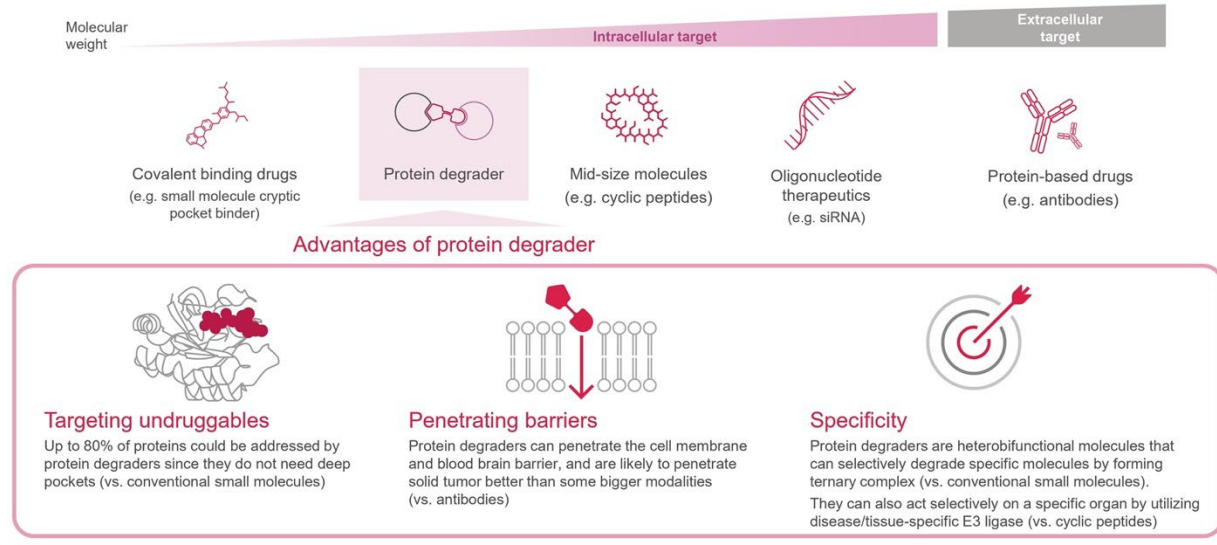 Molecular
weight
Intracellular target
Extracellular
target
Covalent binding drugs
(e.g. small molecule cryptic
pocket binder)
Protein degrader
Mid-size molecules
(e.g. cyclic peptides)
Oligonucleotide
therapeutics
(e.g. siRNA)
Protein-based drugs
(e.g. antibodies)
Advantages of protein degrader
Targeting undruggables
Up to 80% of proteins could be addressed by
protein degraders since they do not need deep
pockets (vs. conventional small molecules)
Penetrating barriers
Protein degraders can penetrate the cell membrane
and blood brain barrier, and are likely to penetrate
solid tumor better than some bigger modalities
(vs. antibodies)
Specificity
Protein degraders are heterobifunctional molecules that
can selectively degrade specific molecules by forming
ternary complex (vs. conventional small molecules).
They can also act selectively on a specific organ by utilizing
disease/tissue-specific E3 ligase (vs. cyclic peptides)